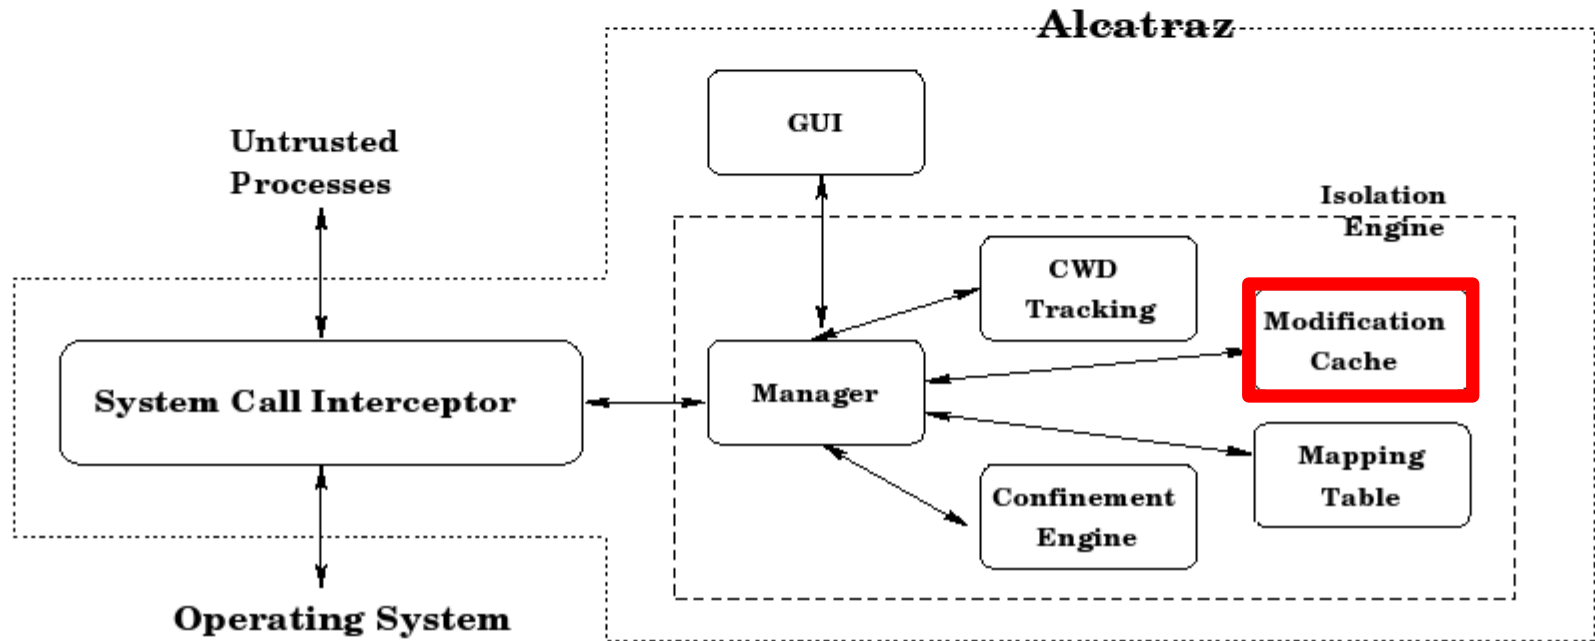 Alcatraz
GUI
Untrusted
Processes
Isolation
Engine
CWD
Tracking
Modification
Cache
System Call Interceptor
Manager
Mapping
Table
Confinement
Engine
Operating System